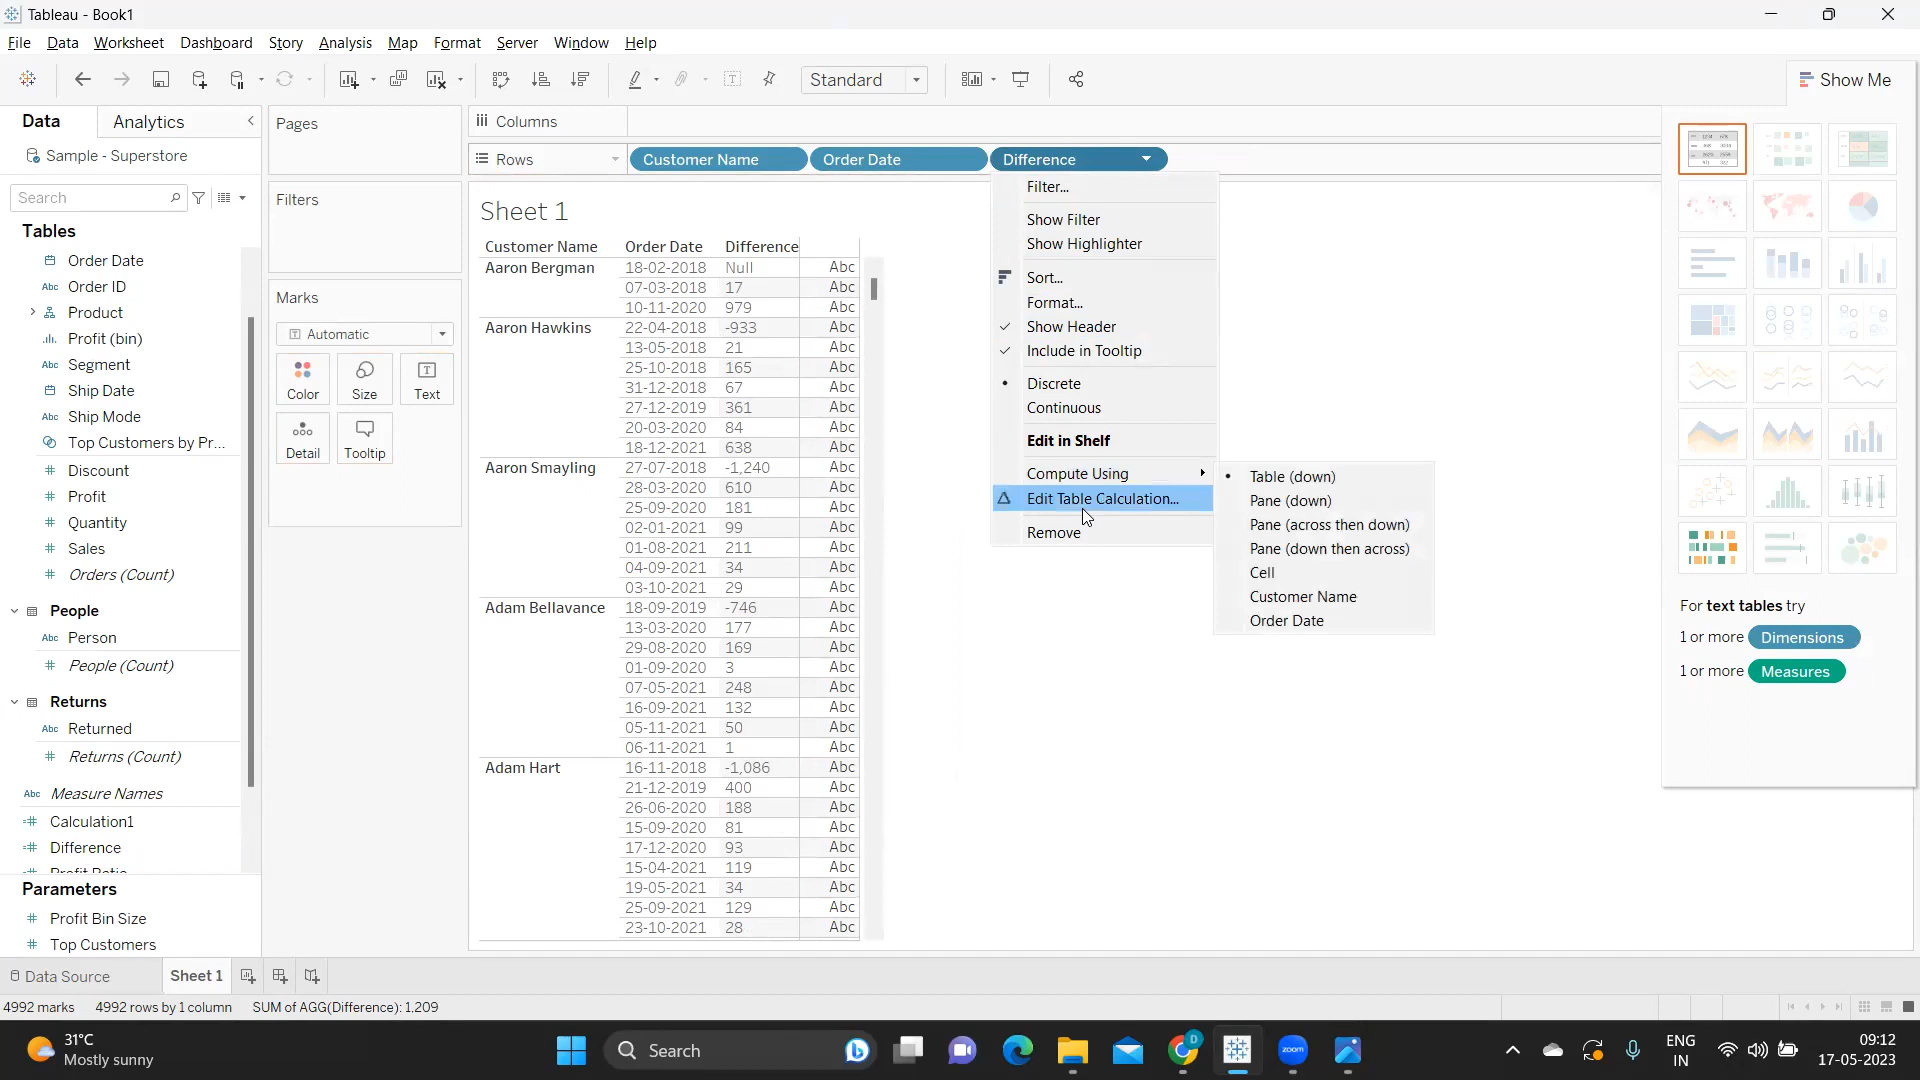 Tableau - Book1
File Data Worksheet Dashboard Story Analysis Map Format Server Window Help
Standard
Show Me
Data Analytics
Sample - Superstore
Search
Tables
Order Date
Abc Order ID
Product
Profit (bin)
Abc Segment
Ship Date
Abc Ship Mode
Top Customers by Pr...
Discount
Profit
Quantity
Sales
Orders (Count)
People
Abc Person
People (Count)
Returns
Abc Returned
Returns (Count)
Abc Measure Names
Calculation1
Difference
Profit Ratio
Parameters
Profit Bin Size
Top Customers
Pages
Filters
Marks
Automatic
Color Size Text
Detail Tooltip
Columns
Rows Customer Name Order Date Difference
Sheet 1
Customer Name Order Date Difference
Aaron Bergman 18-02-2018 Null Abc
07-03-2018 17 Abc
10-11-2020 979 Abc
Aaron Hawkins 22-04-2018 -933 Abc
13-05-2018 21 Abc
25-10-2018 165 Abc
31-12-2018 67 Abc
27-12-2019 361 Abc
20-03-2020 84 Abc
18-12-2021 638 Abc
Aaron Smayling 27-07-2018 -1,240 Abc
28-03-2020 610 Abc
25-09-2020 181 Abc
02-01-2021 99 Abc
01-08-2021 211 Abc
04-09-2021 34 Abc
03-10-2021 29 Abc
Adam Bellavance 18-09-2019 -746 Abc
13-03-2020 177 Abc
29-08-2020 169 Abc
01-09-2020 3 Abc
07-05-2021 248 Abc
16-09-2021 132 Abc
05-11-2021 50 Abc
06-11-2021 1 Abc
Adam Hart 16-11-2018 -1,086 Abc
21-12-2019 400 Abc
26-06-2020 188 Abc
15-09-2020 81 Abc
17-12-2020 93 Abc
15-04-2021 119 Abc
19-05-2021 34 Abc
25-09-2021 129 Abc
23-10-2021 28 Abc
Filter...
Show Filter
Show Highlighter
Sort...
Format...
Show Header
Include in Tooltip
Discrete
Continuous
Edit in Shelf
Compute Using
Edit Table Calculation...
Remove
Table (down)
Pane (down)
Pane (across then down)
Pane (down then across)
Cell
Customer Name
Order Date
For text tables try
1 or more Dimensions
1 or more Measures
Data Source Sheet 1
4992 marks 4992 rows by 1 column SUM of AGG(Difference): 1,209
31°C
Mostly sunny
Search
zoom
ENG
IN
09:12
17-05-2023